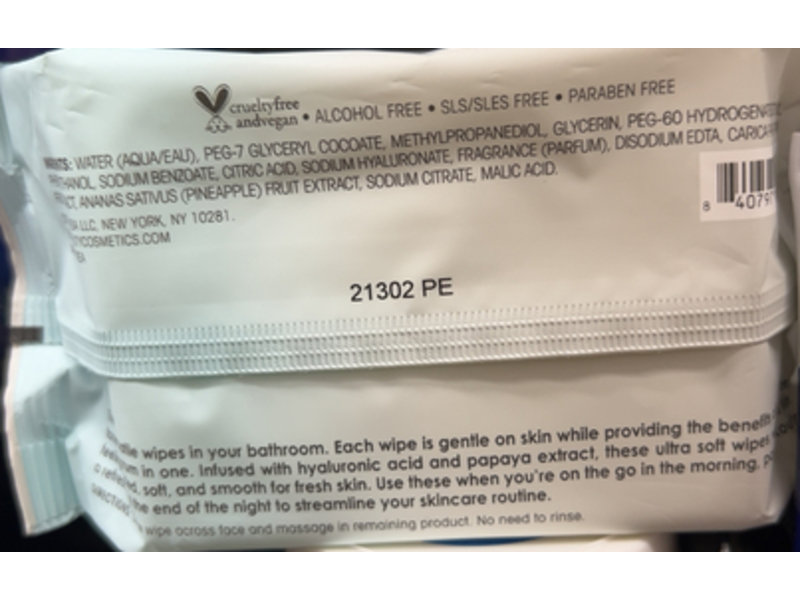 crueltyfree
andvegan • ALCOHOL FREE • SLS/SLES FREE • PARABEN FREE
WATER (AQUA/EAU), PEG-7 GLYCERYL COCOATE, METHYLPROPANEDIOL, GLYCERIN, PEG-60
SODIUM BENZOATE, CITRIC ACID, SODIUM HYALURONATE, FRAGRANCE (PARFUM), DISODIUM EDTA, CARICA
ANANAS SATIVUS (PINEAPPLE) FRUIT EXTRACT, SODIUM CITRATE, MALIC ACID.
LLC, NEW YORK, NY 10281.
8
21302 PE
wipes in your bathroom. Each wipe is gentle on skin while providing the
in one. Infused with hyaluronic acid and papaya extract, these ultra soft wipes
soft, and smooth for fresh skin. Use these when you're on the go in the morning,
the end of the night to streamline your skincare routine.
wipe across face and massage in remaining product. No need to rinse.